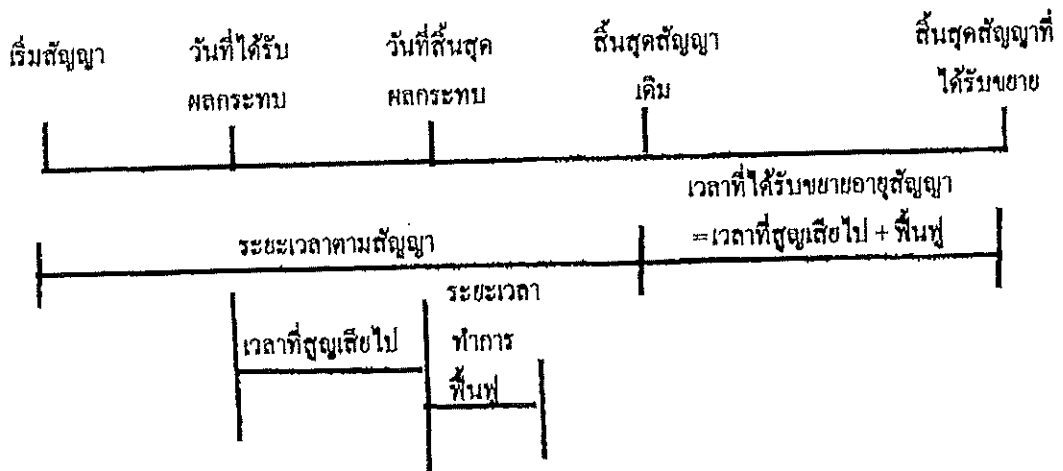 เริ่มสัญญา
วันที่ได้รับ
ผลกระทบ
วันที่สิ้นสุด
ผลกระทบ
สิ้นสุดสัญญา
เดิม
สิ้นสุดสัญญาที่
ได้รับขยาย
เวลาที่ได้รับขยายอายุสัญญา
=เวลาที่สูญเสียไป + ฟื้นฟู
ระยะเวลาตามสัญญา
เวลาที่สูญเสียไป
ระยะเวลา
ทำการ
ฟื้นฟู